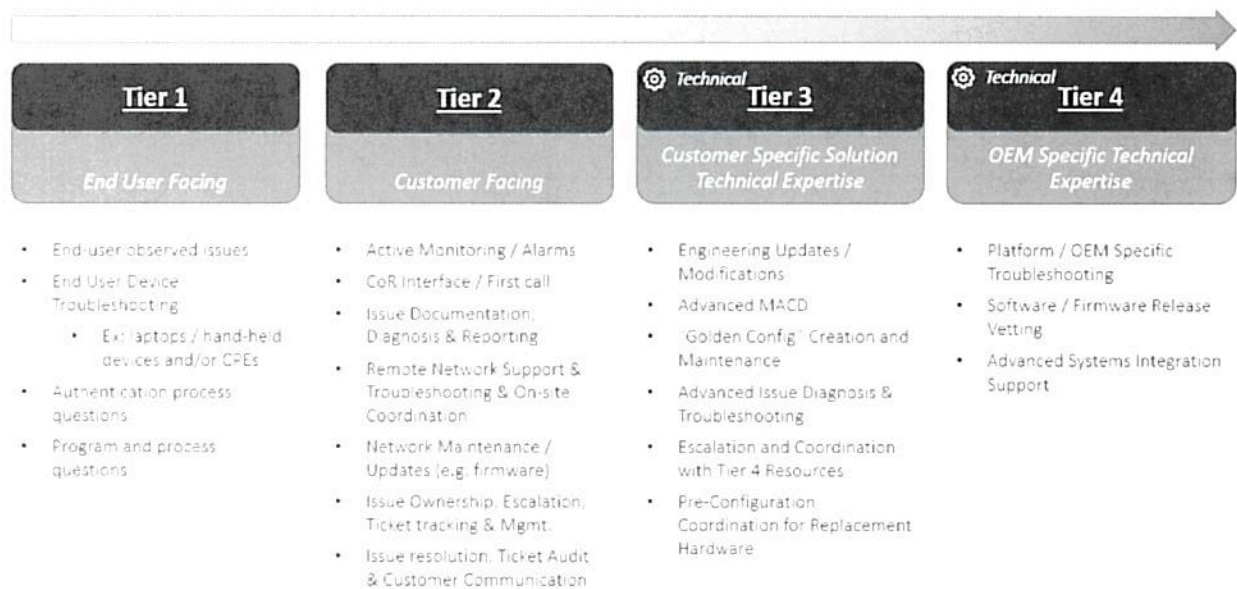 Tier 1
End User Facing
• End-user observed issues
• End User Device
Troubleshooting
• Ex: laptops / hand-held
devices and/or CPEs
• Authentication process
questions
• Program and process
questions
Tier 2
Customer Facing
• Active Monitoring / Alarms
• CoR Interface / First call
• Issue Documentation,
Diagnosis & Reporting
• Remote Network Support &
Troubleshooting & On-site
Coordination
• Network Maintenance /
Updates (e.g. firmware)
• Issue Ownership, Escalation,
Ticket tracking & Mgmt.
• Issue resolution, Ticket Audit
& Customer Communication
Technical
Tier 3
Customer Specific Solution
Technical Expertise
• Engineering Updates /
Modifications
• Advanced MACD
• "Golden Config" Creation and
Maintenance
• Advanced Issue Diagnosis &
Troubleshooting
• Escalation and Coordination
with Tier 4 Resources
• Pre-Configuration
Coordination for Replacement
Hardware
Technical
Tier 4
OEM Specific Technical
Expertise
• Platform / OEM Specific
Troubleshooting
• Software / Firmware Release
Vetting
• Advanced Systems Integration
Support